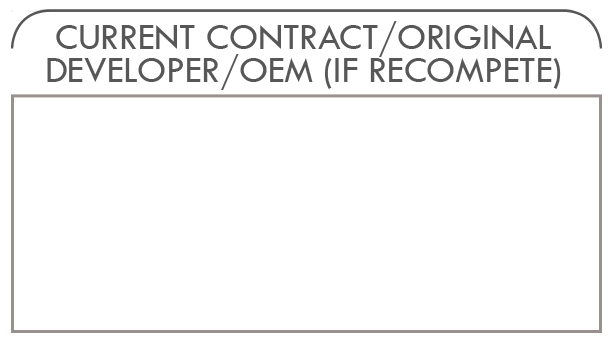 CURRENT CONTRACT/ORIGINAL
DEVELOPER/OEM (IF RECOMPETE)